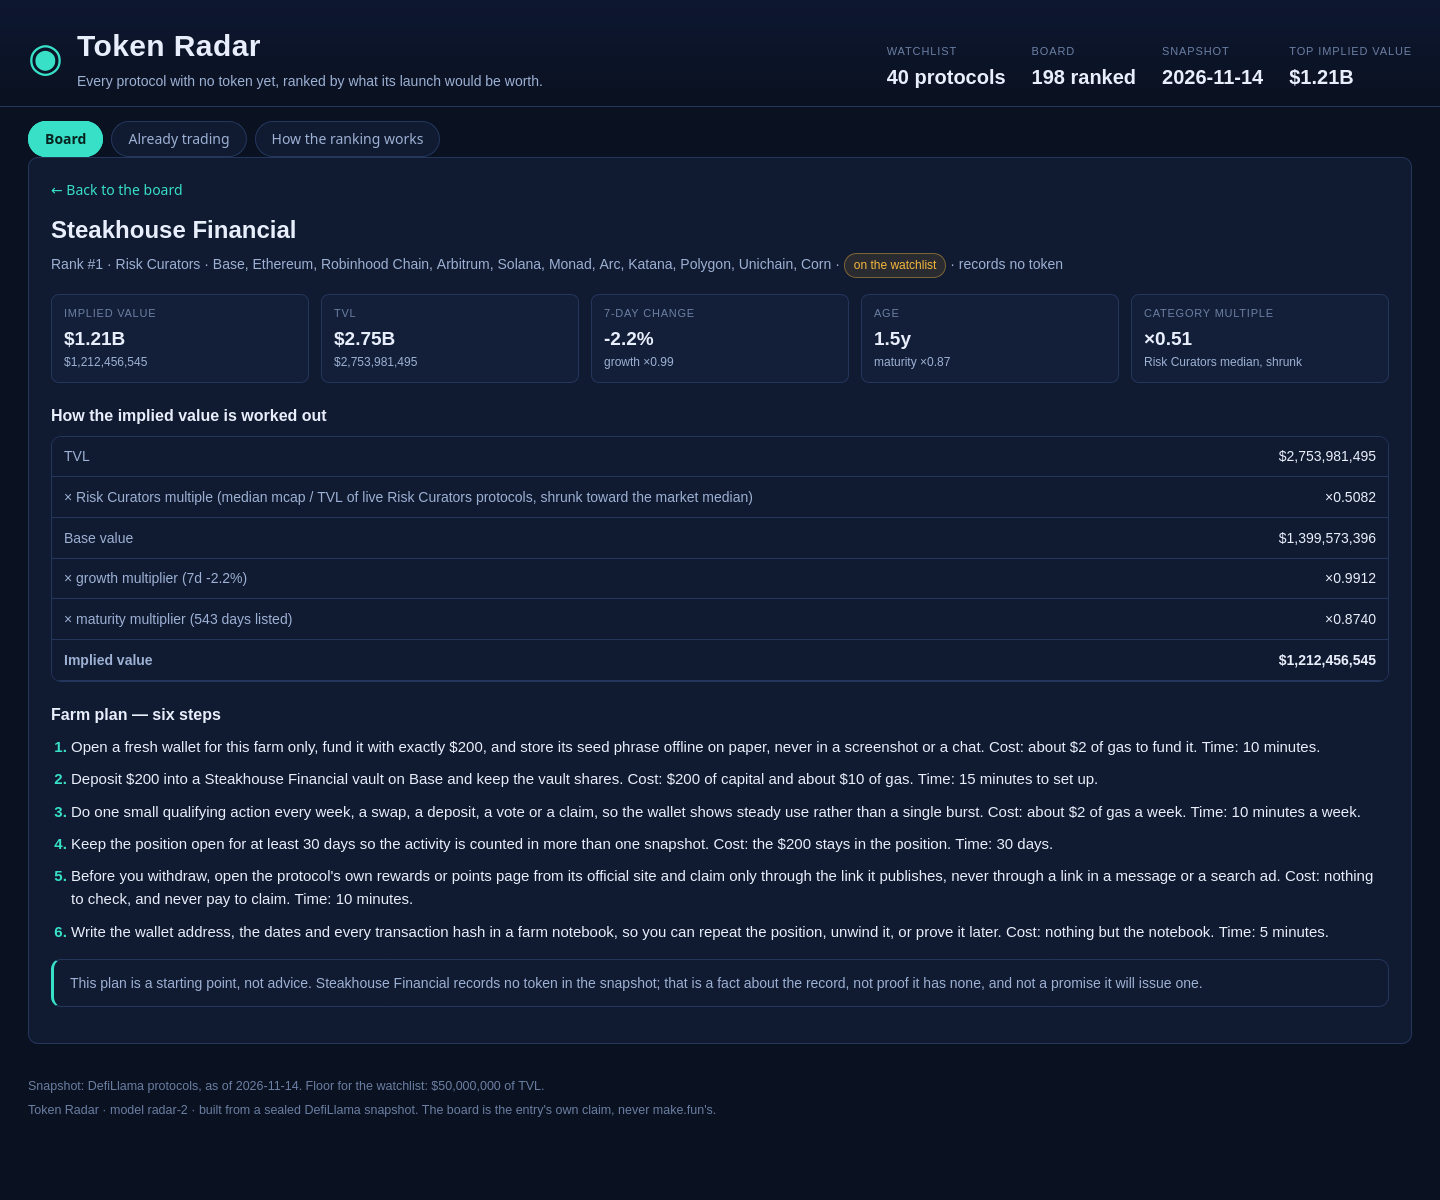 Token Radar
Every protocol with no token yet, ranked by what its launch would be worth.
WATCHLIST
40 protocols
BOARD
198 ranked
SNAPSHOT
2026-11-14
TOP IMPLIED VALUE
$1.21B
Board
Already trading
How the ranking works
← Back to the board
Steakhouse Financial
Rank #1 · Risk Curators · Base, Ethereum, Robinhood Chain, Arbitrum, Solana, Monad, Arc, Katana, Polygon, Unichain, Corn · on the watchlist · records no token
IMPLIED VALUE
$1.21B
$1,212,456,545
TVL
$2.75B
$2,753,981,495
7-DAY CHANGE
-2.2%
growth ×0.99
AGE
1.5y
maturity ×0.87
CATEGORY MULTIPLE
×0.51
Risk Curators median, shrunk
How the implied value is worked out
TVL $2,753,981,495
× Risk Curators multiple (median mcap / TVL of live Risk Curators protocols, shrunk toward the market median) ×0.5082
Base value $1,399,573,396
× growth multiplier (7d -2.2%) ×0.9912
× maturity multiplier (543 days listed) ×0.8740
Implied value $1,212,456,545
Farm plan — six steps
1. Open a fresh wallet for this farm only, fund it with exactly $200, and store its seed phrase offline on paper, never in a screenshot or a chat. Cost: about $2 of gas to fund it. Time: 10 minutes.
2. Deposit $200 into a Steakhouse Financial vault on Base and keep the vault shares. Cost: $200 of capital and about $10 of gas. Time: 15 minutes to set up.
3. Do one small qualifying action every week, a swap, a deposit, a vote or a claim, so the wallet shows steady use rather than a single burst. Cost: about $2 of gas a week. Time: 10 minutes a week.
4. Keep the position open for at least 30 days so the activity is counted in more than one snapshot. Cost: the $200 stays in the position. Time: 30 days.
5. Before you withdraw, open the protocol's own rewards or points page from its official site and claim only through the link it publishes, never through a link in a message or a search ad. Cost: nothing
to check, and never pay to claim. Time: 10 minutes.
6. Write the wallet address, the dates and every transaction hash in a farm notebook, so you can repeat the position, unwind it, or prove it later. Cost: nothing but the notebook. Time: 5 minutes.
This plan is a starting point, not advice. Steakhouse Financial records no token in the snapshot; that is a fact about the record, not proof it has none, and not a promise it will issue one.
Snapshot: DefiLlama protocols, as of 2026-11-14. Floor for the watchlist: $50,000,000 of TVL.
Token Radar · model radar-2 · built from a sealed DefiLlama snapshot. The board is the entry's own claim, never make.fun's.